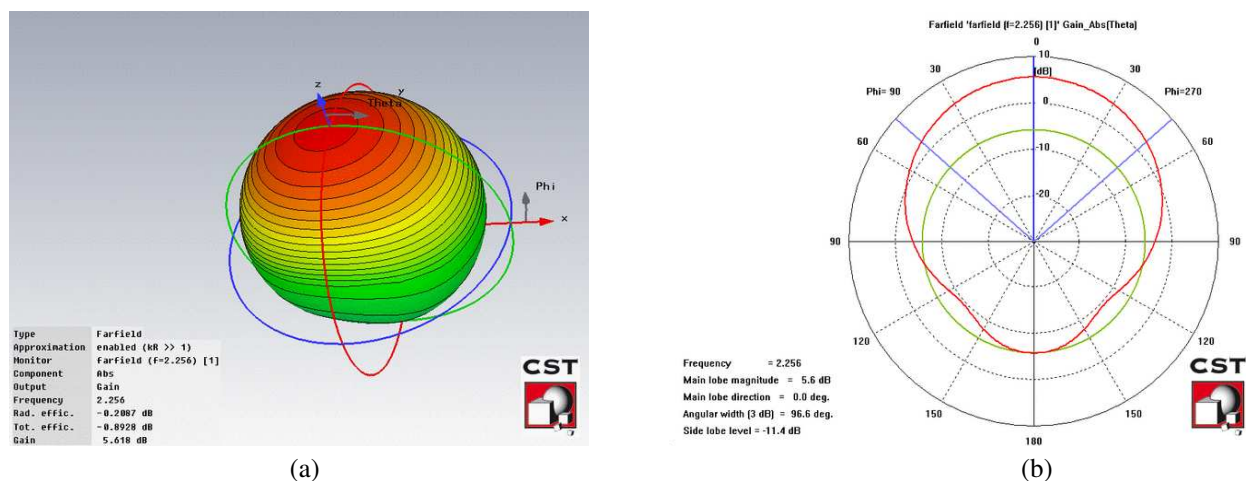 z
y
Theta
Phi
x
Type Farfield
Approximation enabled (kR >> 1)
Monitor farfield (f=2.256) [1]
Component Abs
Output Gain
Frequency 2.256
Rad. effic. -0.2087 dB
Tot. effic. -0.8928 dB
Gain 5.618 dB
CST
(a)
Farfield 'farfield (f=2.256) [1]' Gain_Abs(Theta)
0
10
30 [dB] 30
Phi= 90 0 Phi=270
60 -10 60
-20
90 90
120 120
150 150
180
Frequency = 2.256
Main lobe magnitude = 5.6 dB
Main lobe direction = 0.0 deg.
Angular width (3 dB) = 96.6 deg.
Side lobe level = -11.4 dB
CST
(b)